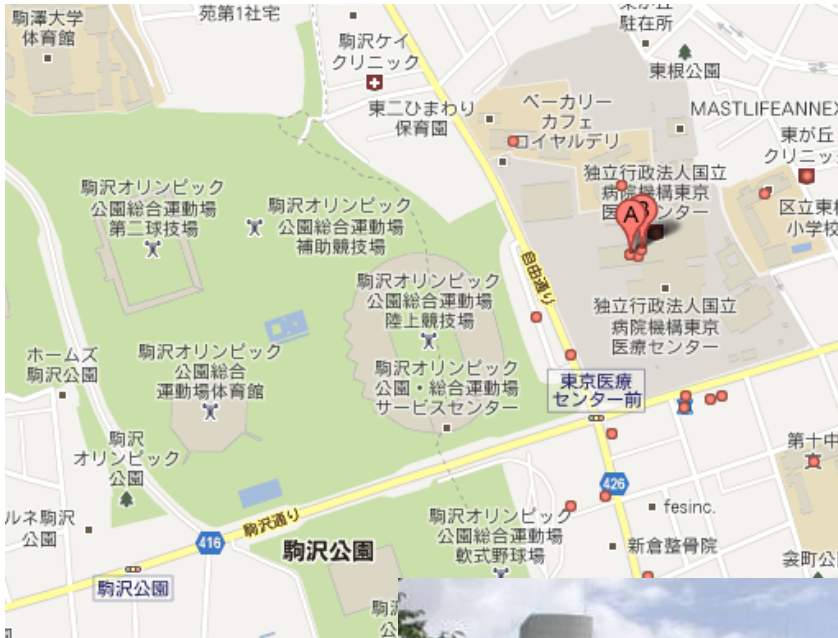 駒澤大学
体育館
苑第1社宅
駒沢ケイ
クリニック
駐在所
東根公園
東二ひまわり
保育園
ベーカリー
カフェ
イヤルデリ
MASTLIFEANNEX
東が丘
クリニック
独立行政法人国立
病院機構東京
医療センター
A
区立東根
小学校
駒沢オリンピック
公園総合運動場
第二球技場
駒沢オリンピック
公園総合運動場
補助競技場
自由通り
駒沢オリンピック
公園総合運動場
陸上競技場
独立行政法人国立
病院機構東京
医療センター
ホームズ
駒沢公園
駒沢オリンピック
公園総合
運動場体育館
駒沢オリンピック
公園・総合運動場
サービスセンター
東京医療
センター前
駒沢
オリンピック
公園
第十中
426
fesinc.
ルネ駒沢
公園
駒沢通り
416
駒沢公園
駒沢オリンピック
公園総合運動場
軟式野球場
新倉整骨院
衾町公
駒沢公園